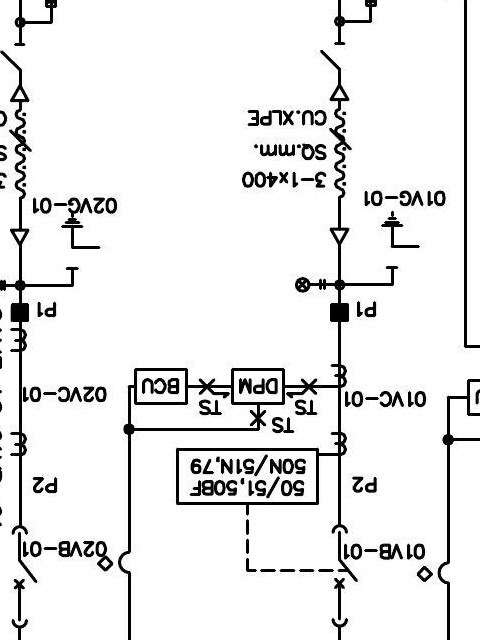 01VB-01
02VB-01
P2
50/51,50BF
50N/51N,79
P2
TS
TS
TS
01VC-01
DPM
BCU
02VC-01
P1
P1
01VG-01
02VG-01
3-1x400
SQ.mm.
CU.XLPE